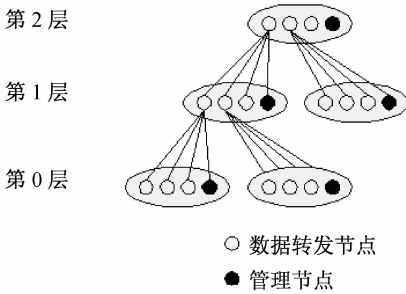 第 2 层
第 1 层
第 0 层
数据转发节点
管理节点